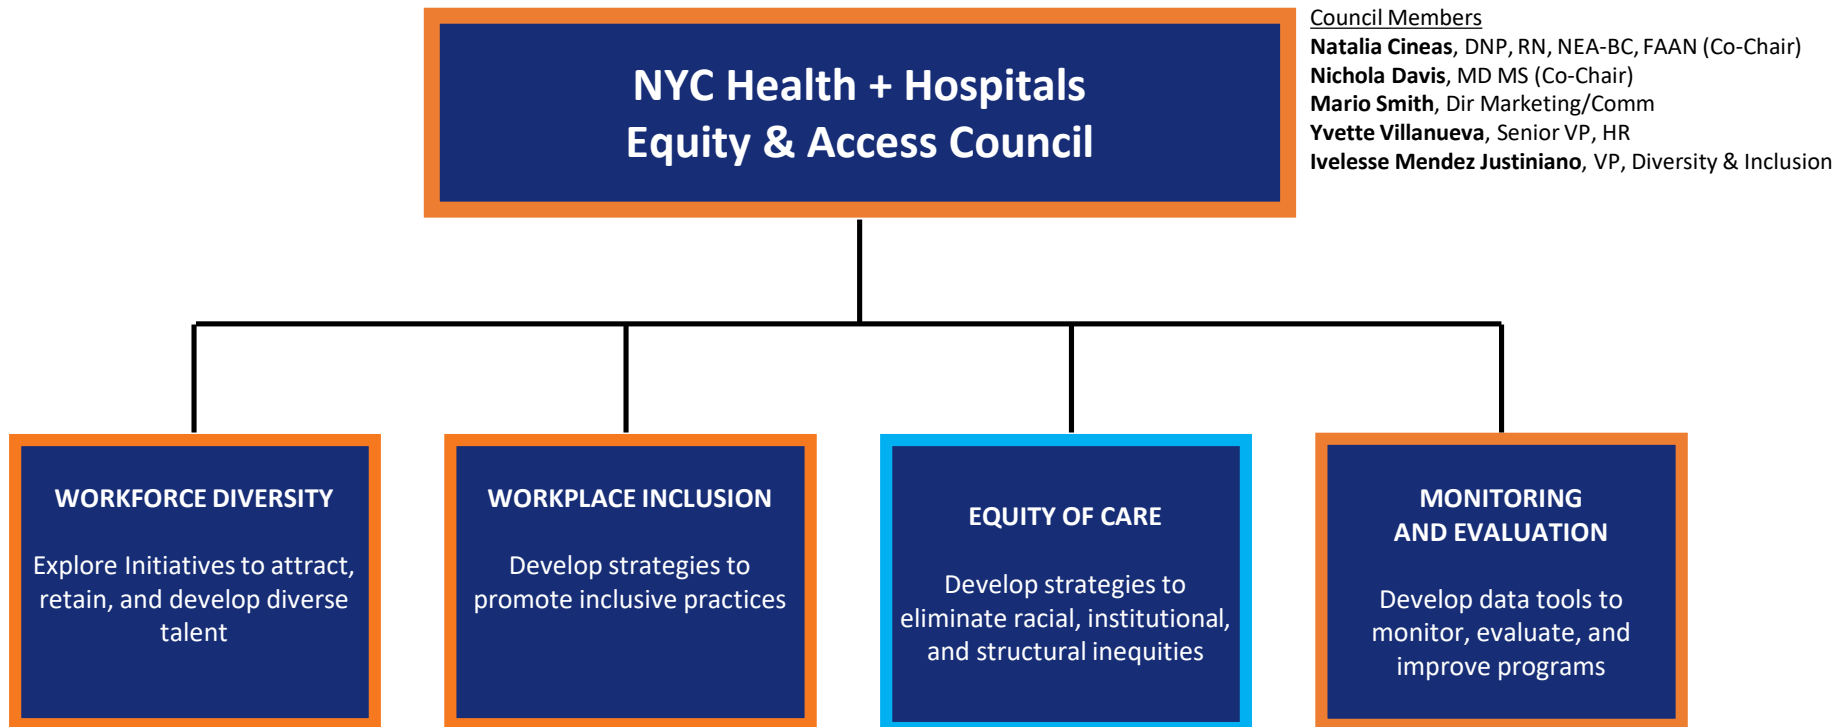 NYC Health + Hospitals
Equity & Access Council
Council Members
Natalia Cineas, DNP, RN, NEA-BC, FAAN (Co-Chair)
Nichola Davis, MD MS (Co-Chair)
Mario Smith, Dir Marketing/Comm
Yvette Villanueva, Senior VP, HR
Ivelesse Mendez Justiniano, VP, Diversity & Inclusion
WORKFORCE DIVERSITY
Explore Initiatives to attract,
retain, and develop diverse
talent
WORKPLACE INCLUSION
Develop strategies to
promote inclusive practices
EQUITY OF CARE
Develop strategies to
eliminate racial, institutional,
and structural inequities
MONITORING
AND EVALUATION
Develop data tools to
monitor, evaluate, and
improve programs